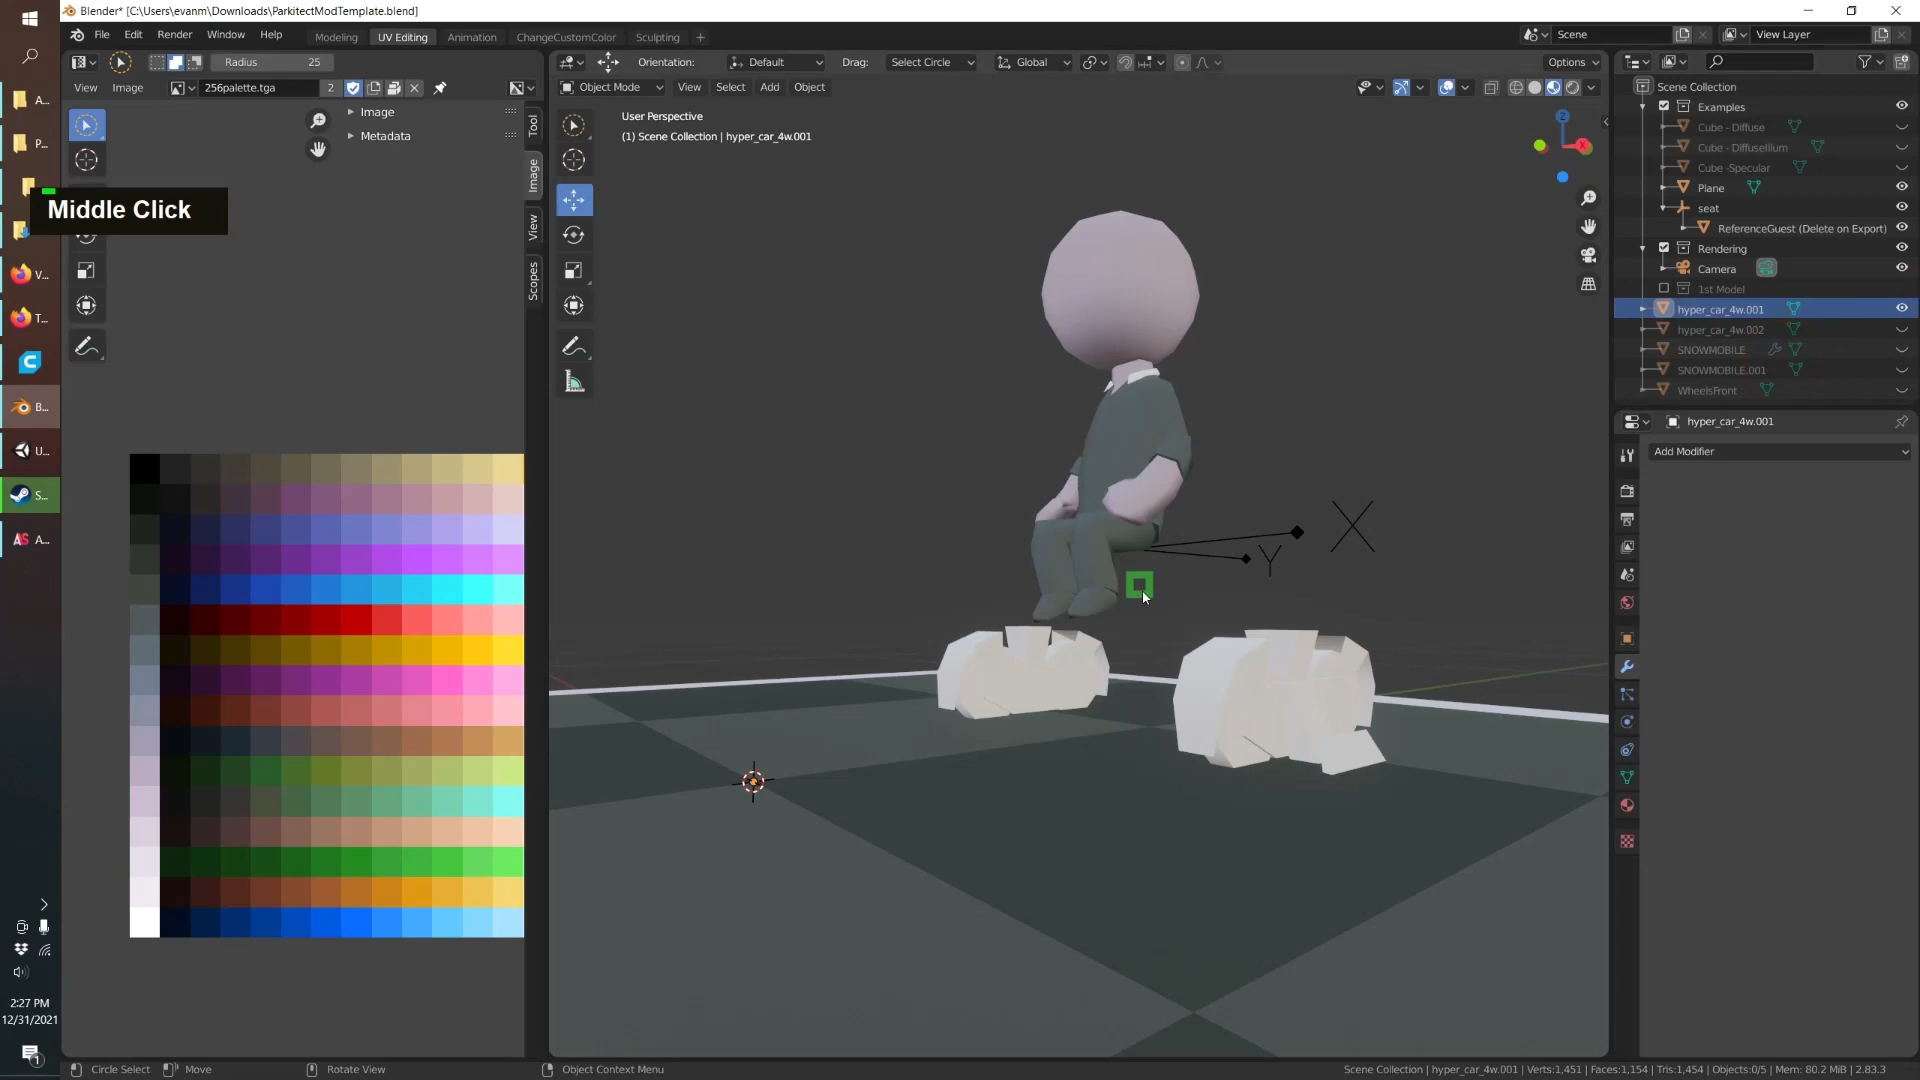 Blender* [C:\Users\evanm\Downloads\ParkitectModTemplate.blend]
File Edit Render Window Help
Modeling UV Editing Animation ChangeCustomColor Sculpting +
Scene
View Layer
Radius 25
Orientation: Default Drag: Select Circle Global
Options
View Image 256palette.tga 2
Object Mode View Select Add Object
Image
Metadata
Tool
Image
View
Scopes
Middle Click
User Perspective
(1) Scene Collection | hyper_car_4w.001
Z
X
X
Y
Scene Collection
Examples
Cube - Diffuse
Cube - DiffuseIllum
Cube -Specular
Plane
seat
ReferenceGuest (Delete on Export)
Rendering
Camera
1st Model
hyper_car_4w.001
hyper_car_4w.002
SNOWMOBILE
SNOWMOBILE.001
WheelsFront
hyper_car_4w.001
Add Modifier
A...
P...
V...
T...
B...
U...
S...
A...
2:27 PM
12/31/2021
1
Circle Select Move Rotate View Object Context Menu
Scene Collection | hyper_car_4w.001 | Verts:1,451 | Faces:1,154 | Tris:1,454 | Objects:0/5 | Mem: 80.2 MiB | 2.83.3